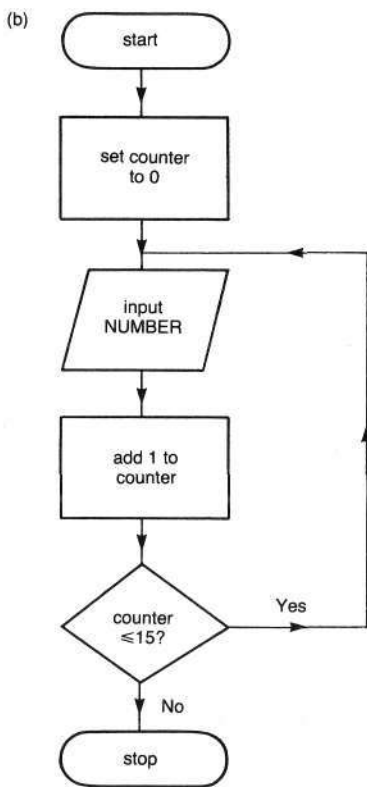 (b)
start
set counter
to 0
input
NUMBER
add 1 to
counter
counter
≤15?
Yes
No
stop